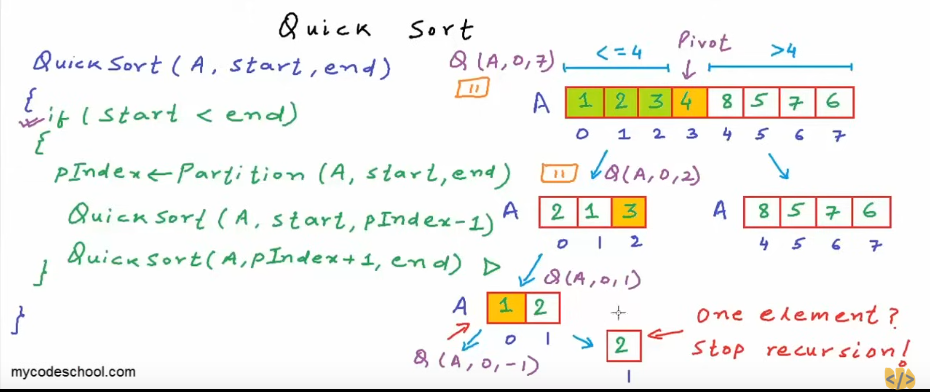 Quick Sort
QuickSort(A, start, end)
{
if (start < end)
{
pIndex ← Partition (A, start, end)
QuickSort(A, start, pIndex-1)
QuickSort(A, pIndex+1, end)
}
}
Q(A,0,7)
<=4
Pivot
>4
A 1 2 3 4 8 5 7 6
0 1 2 3 4 5 6 7
Q(A,0,2)
A 2 1 3
0 1 2
A 8 5 7 6
4 5 6 7
Q(A,0,1)
A 1 2
0 1
Q(A,0,-1)
2
1
One element?
Stop recursion!
mycodeschool.com
<//>